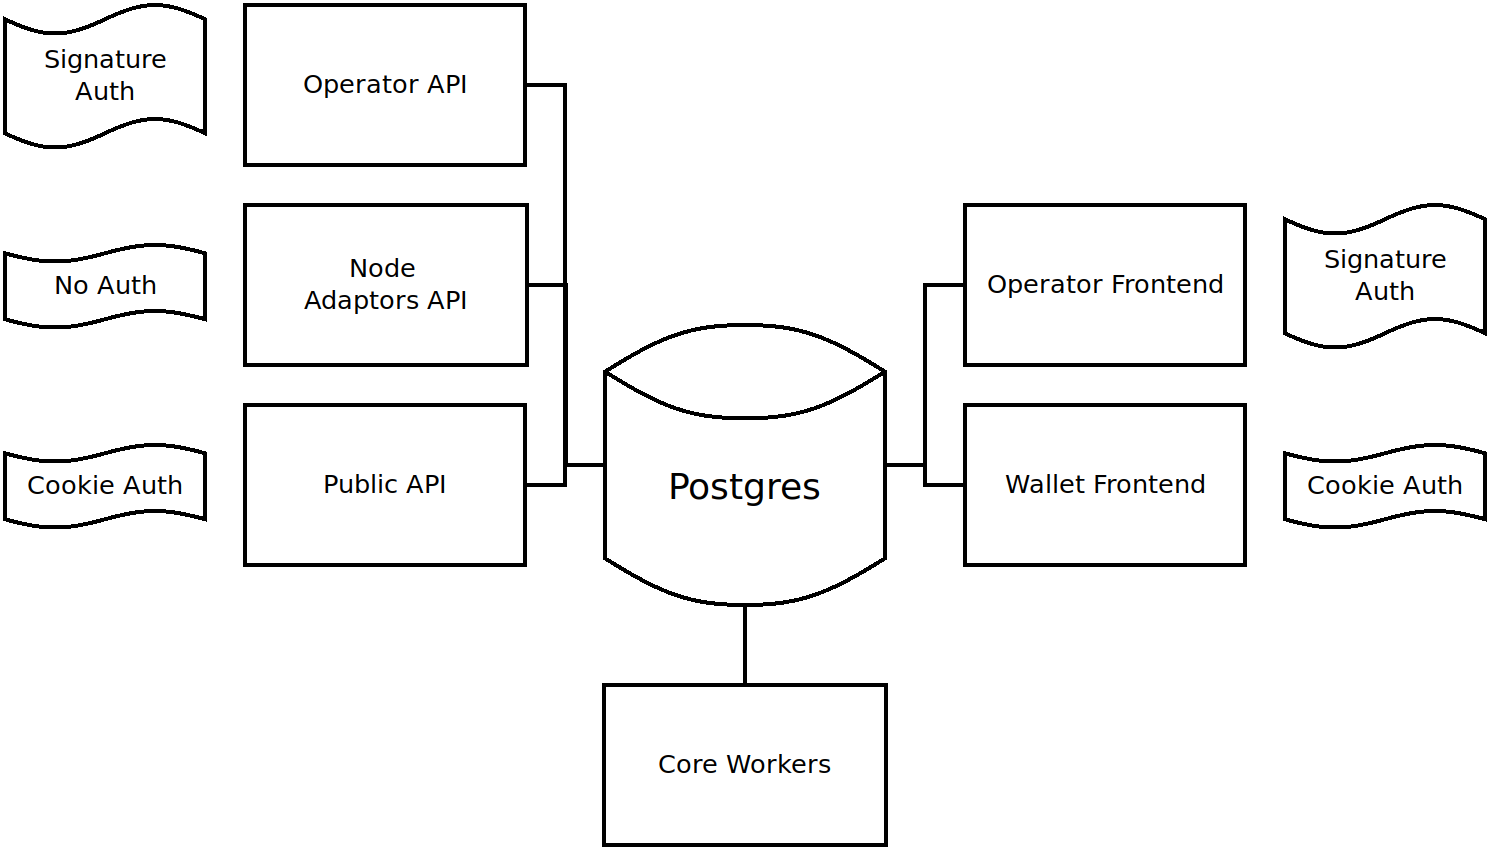 Signature
Auth
Operator API
No Auth
Node
Adaptors API
Cookie Auth
Public API
Postgres
Operator Frontend
Signature
Auth
Wallet Frontend
Cookie Auth
Core Workers